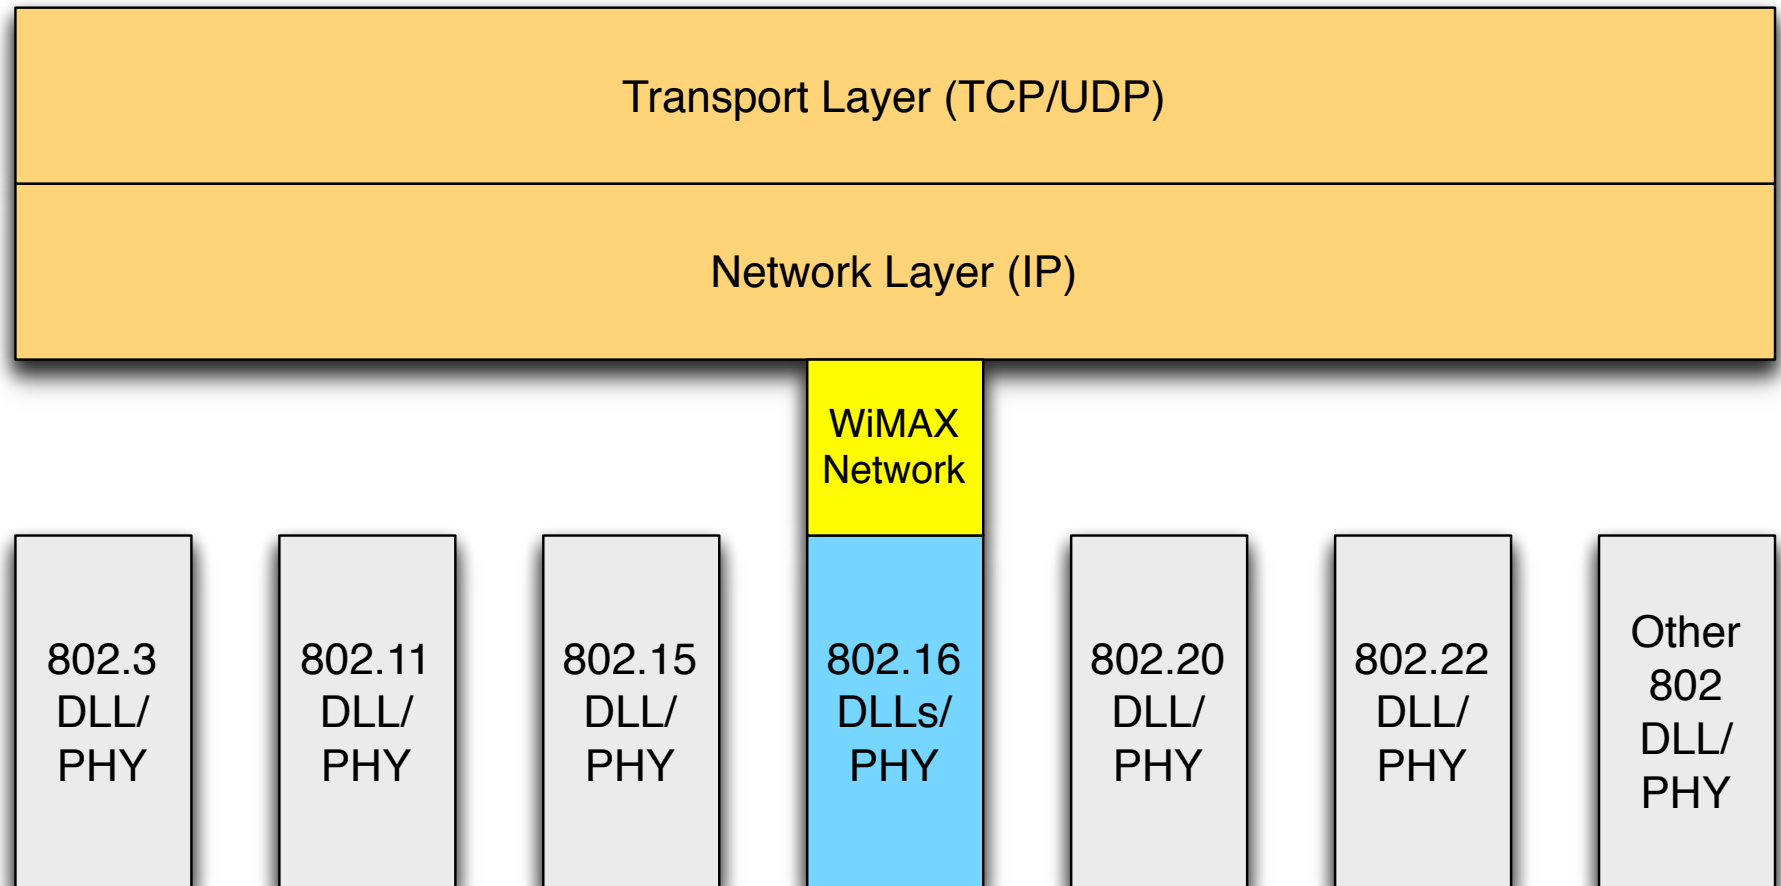 Transport Layer (TCP/UDP)
Network Layer (IP)
WiMAX
Network
802.3
DLL/
PHY
802.11
DLL/
PHY
802.15
DLL/
PHY
802.16
DLLs/
PHY
802.20
DLL/
PHY
802.22
DLL/
PHY
Other
802
DLL/
PHY